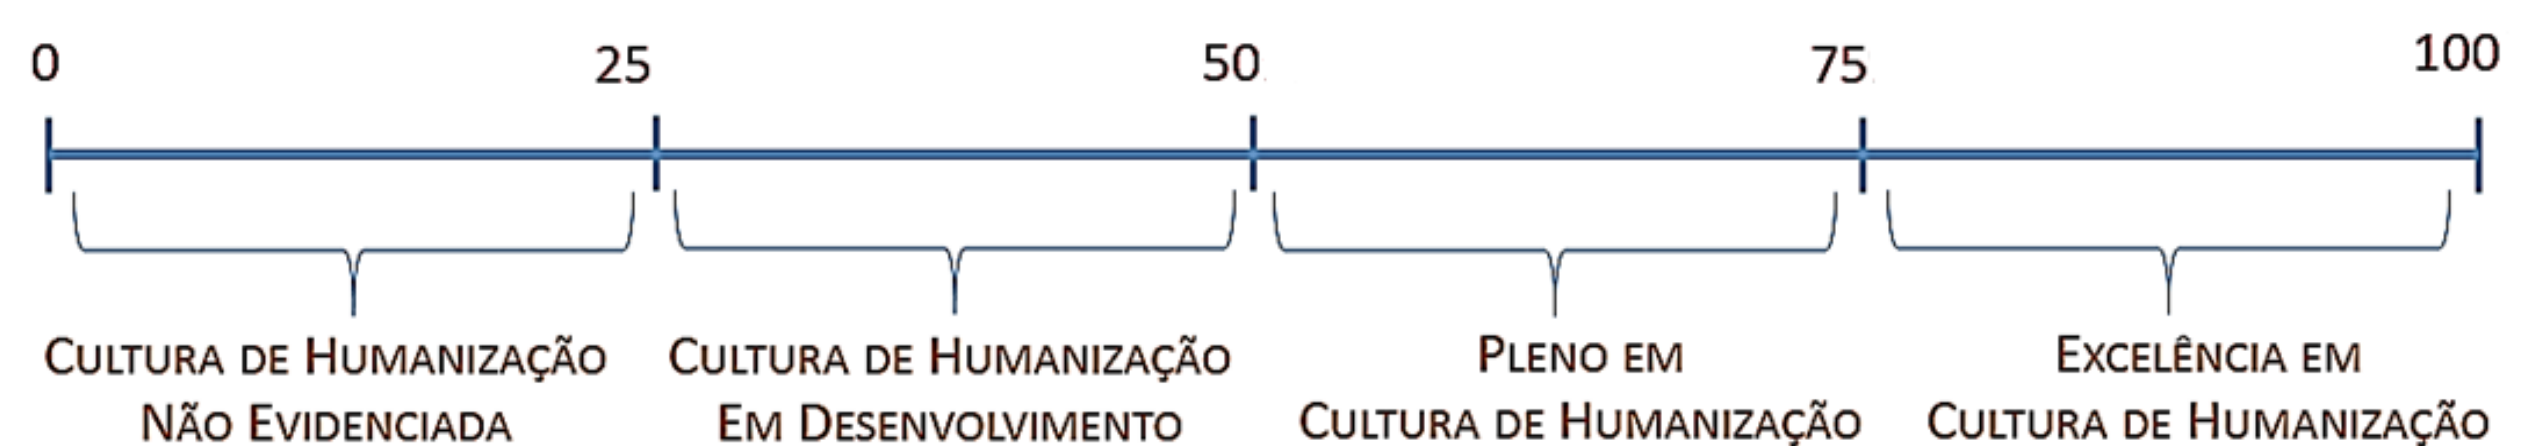 0 25 50 75 100
CULTURA DE HUMANIZAÇÃO
NÃO EVIDENCIADA
CULTURA DE HUMANIZAÇÃO
EM DESENVOLVIMENTO
PLENO EM
CULTURA DE HUMANIZAÇÃO
EXCELÊNCIA EM
CULTURA DE HUMANIZAÇÃO